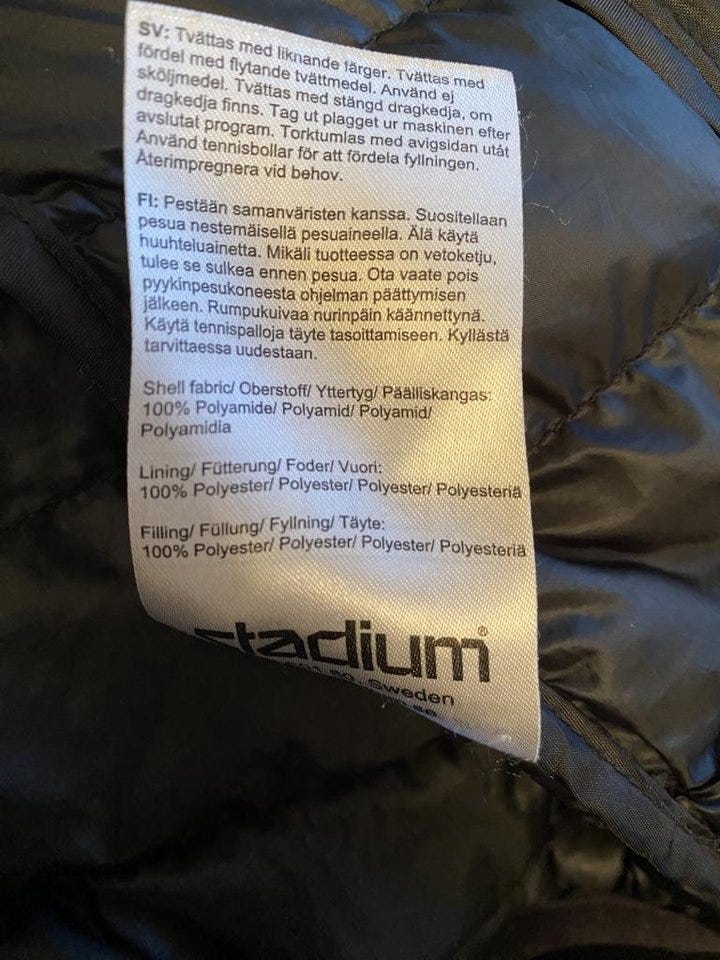 SV: Tvättas med liknande färger. Tvättas med
fördel med flytande tvättmedel. Använd ej
sköljmedel. Tvättas med stängd dragkedja, om
dragkedja finns. Tag ut plagget ur maskinen efter
avslutat program. Torktumlas med avigsidan utåt
Använd tennisbollar för att fördela fyllningen.
Återimpregnera vid behov.
FI: Pestään samanväristen kanssa. Suositellaan
pesua nestemäisellä pesuaineella. Älä käytä
huuhteluainetta. Mikäli tuotteessa on vetoketju,
tulee se sulkea ennen pesua. Ota vaate pois
pyykinpesukoneesta ohjelman päättymisen
jälkeen. Rumpukuivaa nurinpäin käännettynä.
Käytä tennispalloja täyte tasoittamiseen. Kyllästä
tarvittaessa uudestaan.
Shell fabric/ Oberstoff/ Yttertyg/ Päälliskangas:
100% Polyamide/ Polyamid/ Polyamid/
Polyamidia
Lining/ Fütterung/ Foder/ Vuori:
100% Polyester/ Polyester/ Polyester/ Polyesteriä
Filling/ Füllung/ Fyllning/ Täyte:
100% Polyester/ Polyester/ Polyester/ Polyesteriä
stadium®
Sweden